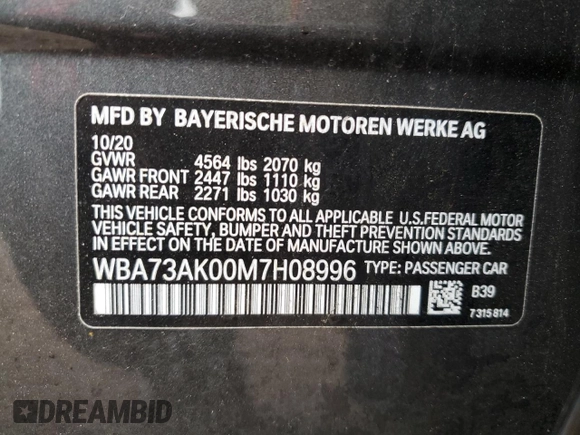 MFD BY BAYERISCHE MOTOREN WERKE AG
10/20
GVWR 4564 lbs 2070 kg
GAWR FRONT 2447 lbs 1110 kg
GAWR REAR 2271 lbs 1030 kg
THIS VEHICLE CONFORMS TO ALL APPLICABLE U.S.FEDERAL MOTOR
VEHICLE SAFETY, BUMPER AND THEFT PREVENTION STANDARDS IN
EFFECT ON THE DATE OF MANUFACTURE SHOWN ABOVE.
WBA73AK00M7H08996 TYPE: PASSENGER CAR
B39
7315814
DREAMBID